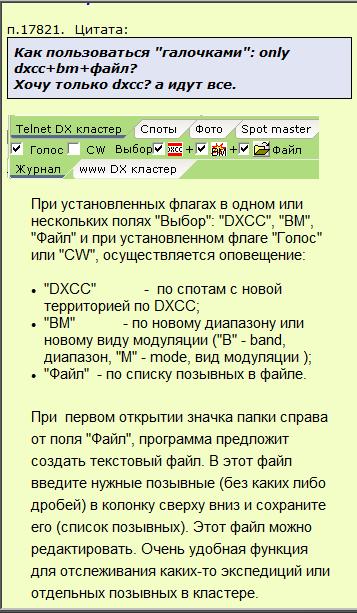 п.17821. Цитата:
Как пользоваться "галочками": only
dxcc+bm+файл?
Хочу только dxcc? а идут все.
Telnet DX кластер Споты Фото Spot master
Голос CW Выбор DXCC + BM + Файл
Журнал www DX кластер
При установленных флагах в одном или
нескольких полях "Выбор": "DXCC", "BM",
"Файл" и при установленном флаге "Голос"
или "CW", осуществляется оповещение:
• "DXCC" - по спотам с новой
территорией по DXCC;
• "BM" - по новому диапазону или
новому виду модуляции ("B" - band,
диапазон, "M" - mode, вид модуляции );
• "Файл" - по списку позывных в файле.
При первом открытии значка папки справа
от поля "Файл", программа предложит
создать текстовый файл. В этот файл
введите нужные позывные (без каких либо
дробей) в колонку сверху вниз и сохраните
его (список позывных). Этот файл можно
редактировать. Очень удобная функция
для отслеживания каких-то экспедиций или
отдельных позывных в кластере.